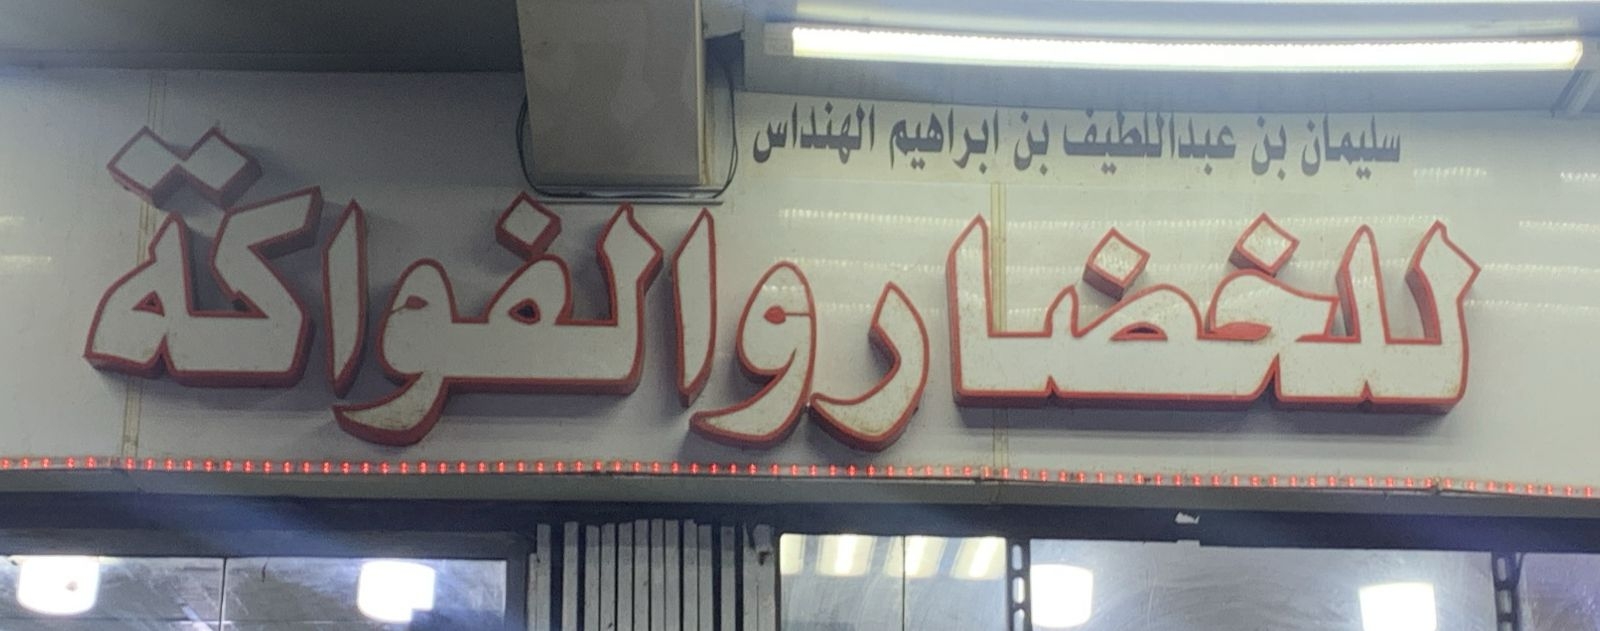 سليمان بن عبداللطيف بن ابراهيم الهنداس
للخضار والفواكة